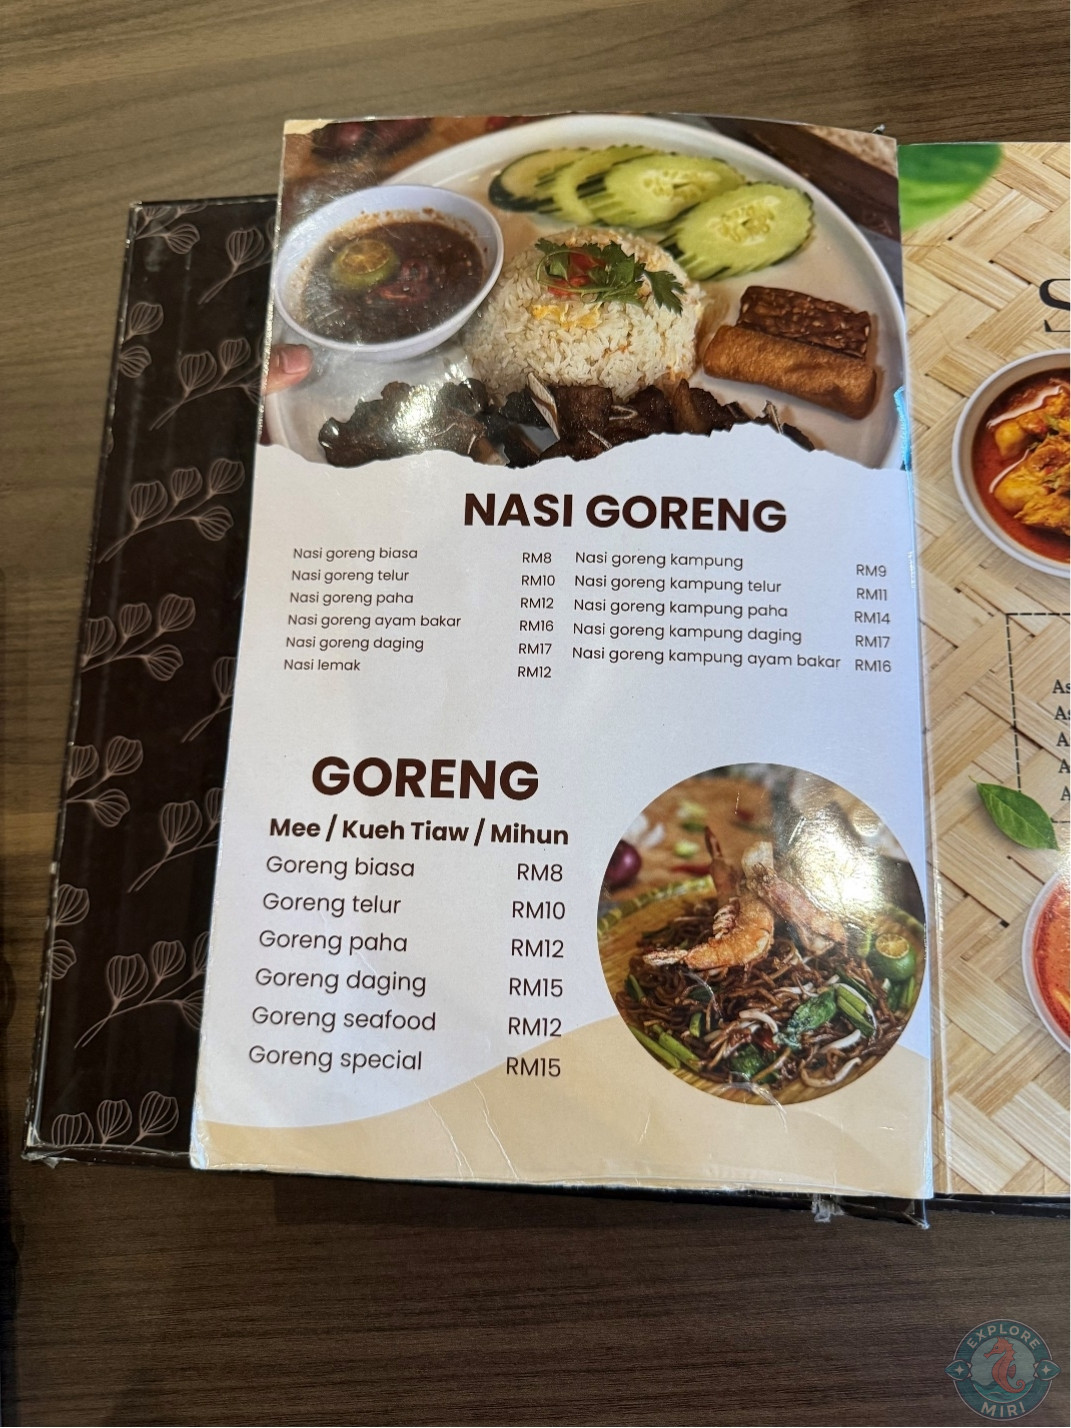 NASI GORENG
Nasi goreng biasa RM8
Nasi goreng telur RM10
Nasi goreng paha RM12
Nasi goreng ayam bakar RM16
Nasi goreng daging RM17
Nasi lemak RM12
Nasi goreng kampung RM9
Nasi goreng kampung telur RM11
Nasi goreng kampung paha RM14
Nasi goreng kampung daging RM17
Nasi goreng kampung ayam bakar RM16
GORENG
Mee / Kueh Tiaw / Mihun
Goreng biasa RM8
Goreng telur RM10
Goreng paha RM12
Goreng daging RM15
Goreng seafood RM12
Goreng special RM15
EXPLORE
MIRI